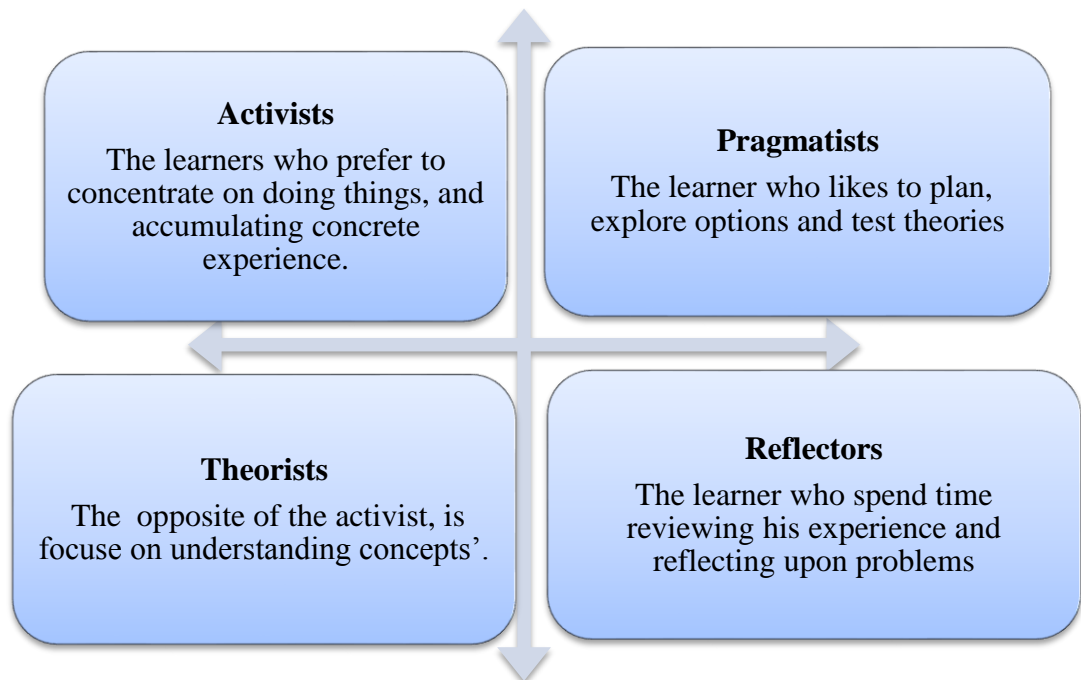 Activists
The learners who prefer to
concentrate on doing things, and
accumulating concrete
experience.
Pragmatists
The learner who likes to plan,
explore options and test theories
Theorists
The  opposite of the activist, is
focuse on understanding concepts’.
Reflectors
The learner who spend time
reviewing his experience and
reflecting upon problems